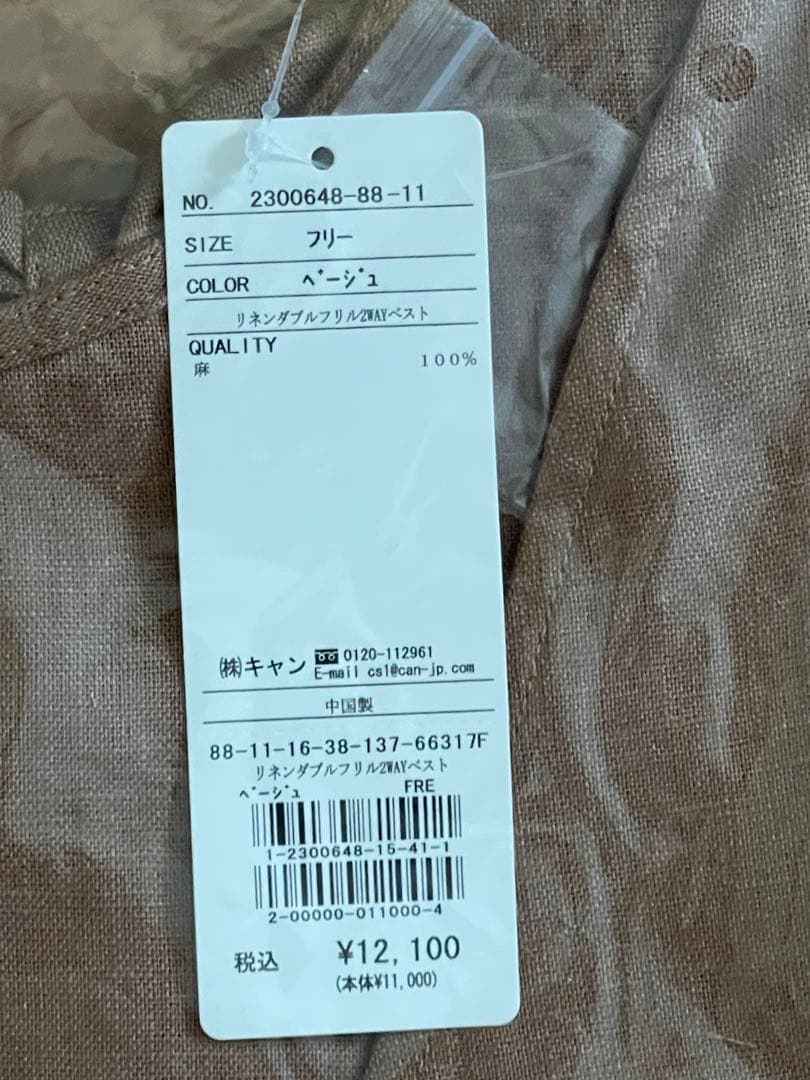 NO. 2300648-88-11
SIZE フリー
COLOR ベージュ
リネンダブルフリル2WAYベスト
QUALITY
麻 100%
㈱キャン 0120-112961
E-mail cs1@can-jp.com
中国製
88-11-16-38-137-66317F
リネンダブルフリル2WAYベスト
ベージュ FRE
1-2300648-15-41-1
2-00000-011000-4
税込 ¥12,100
(本体¥11,000)